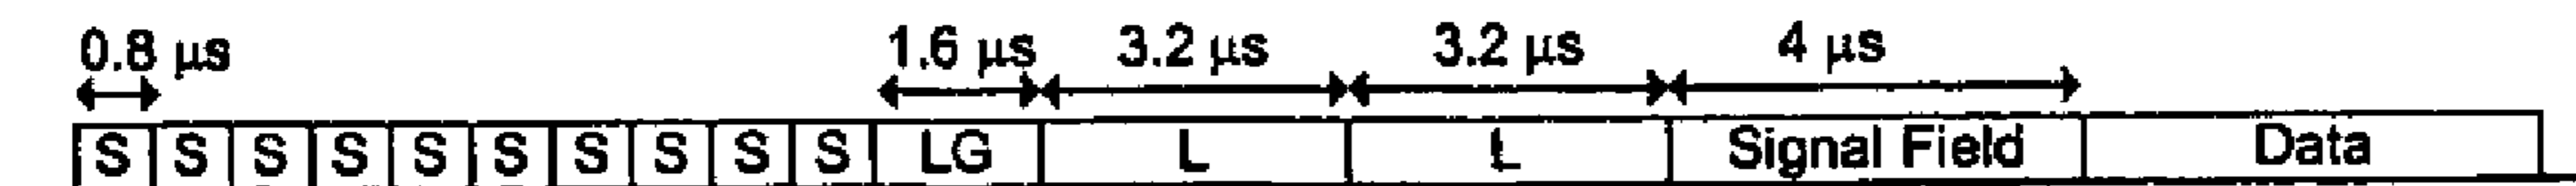 0.8 µs 1.6 µs 3.2 µs 3.2 µs 4 µs
S S S S S S S S S S LG L L Signal Field Data